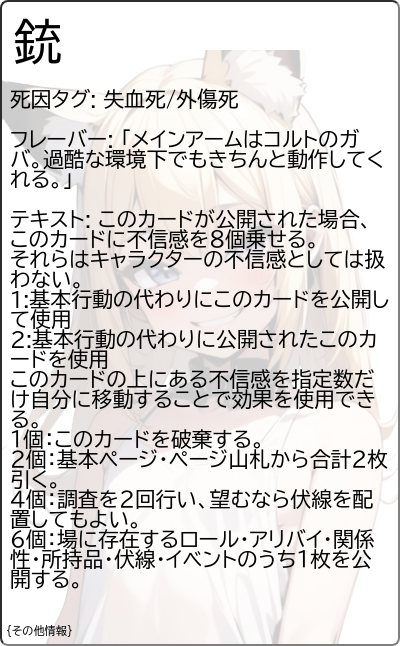 銃
死因タグ: 失血死/外傷死
フレーバー: 「メインアームはコルトのガ
バ。過酷な環境下でもきちんと動作してく
れる。」
テキスト: このカードが公開された場合、
このカードに不信感を8個乗せる。
それらはキャラクターの不信感としては扱
わない。
1:基本行動の代わりにこのカードを公開し
て使用
2:基本行動の代わりに公開されたこのカ
ードを使用
このカードの上にある不信感を指定数だ
け自分に移動することで効果を使用でき
る。
1個：このカードを破棄する。
2個：基本ページ・ページ山札から合計2枚
引く。
4個：調査を2回行い、望むなら伏線を配
置してもよい。
6個：場に存在するロール・アリバイ・関係
性・所持品・伏線・イベントのうち1枚を公
開する。
{その他情報}